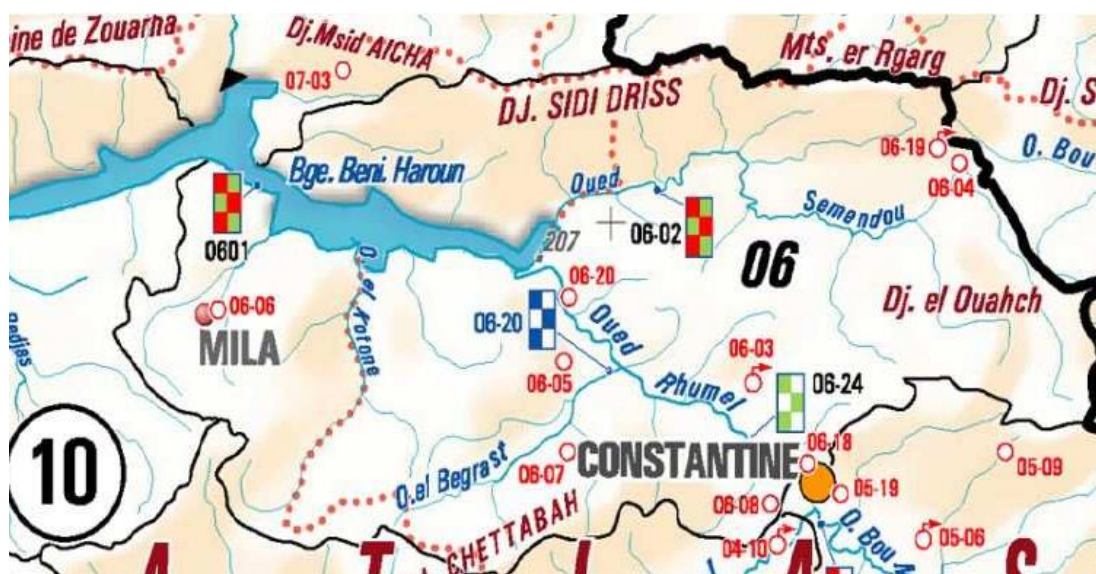 ine de Zouarha
Dj.Msid AICHA
07-03
Mts. er Rgarg
Dj. S
DJ. SIDI DRISS
06-19
O. Bou
06-04
Bge. Beni. Haroun
Oued
Semendou
0601
06-02
207
06
06-20
O. el Katone
Dj. el Ouahch
06-06
MILA
06-20
Oued
06-03
06-05
Rhumel
06-24
10
O.el Begrast
06-07
CONSTANTINE
06-18
05-09
06-08
05-19
CHETTABAH
04-10
O. Bou
05-06
A T L A S